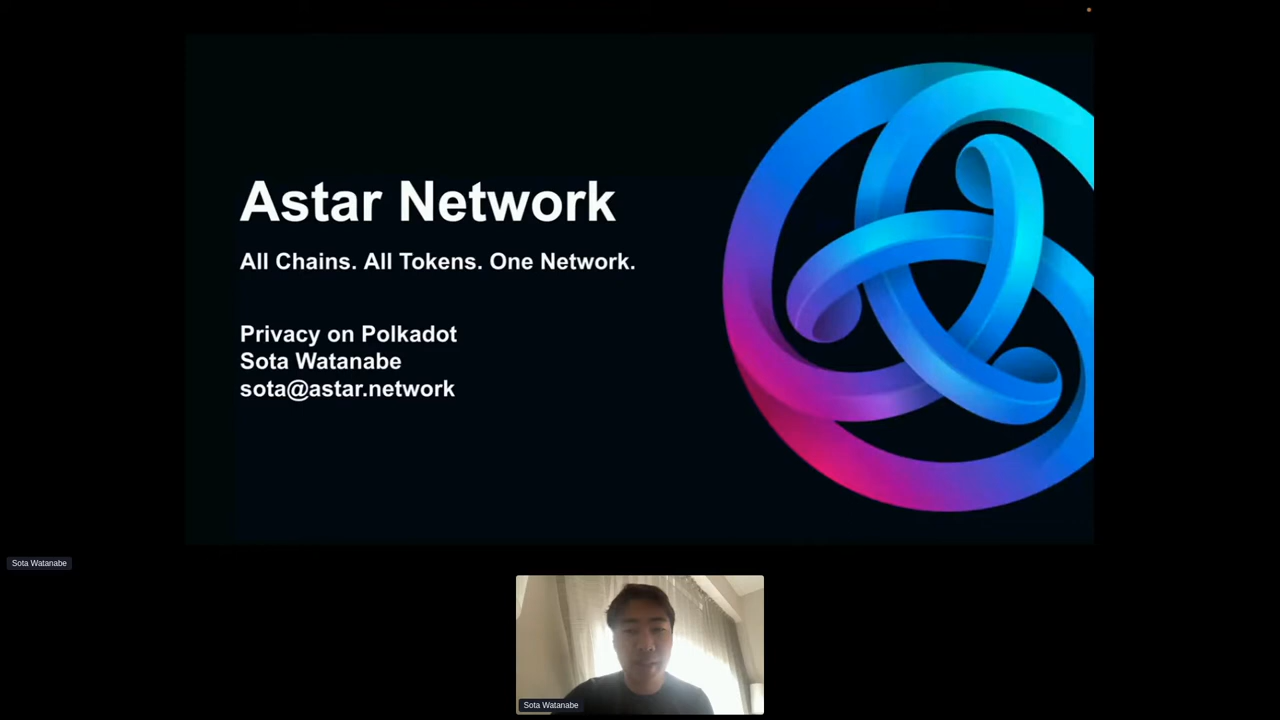 Astar Network
All Chains. All Tokens. One Network.
Privacy on Polkadot
Sota Watanabe
sota@astar.network
Sota Watanabe
Sota Watanabe